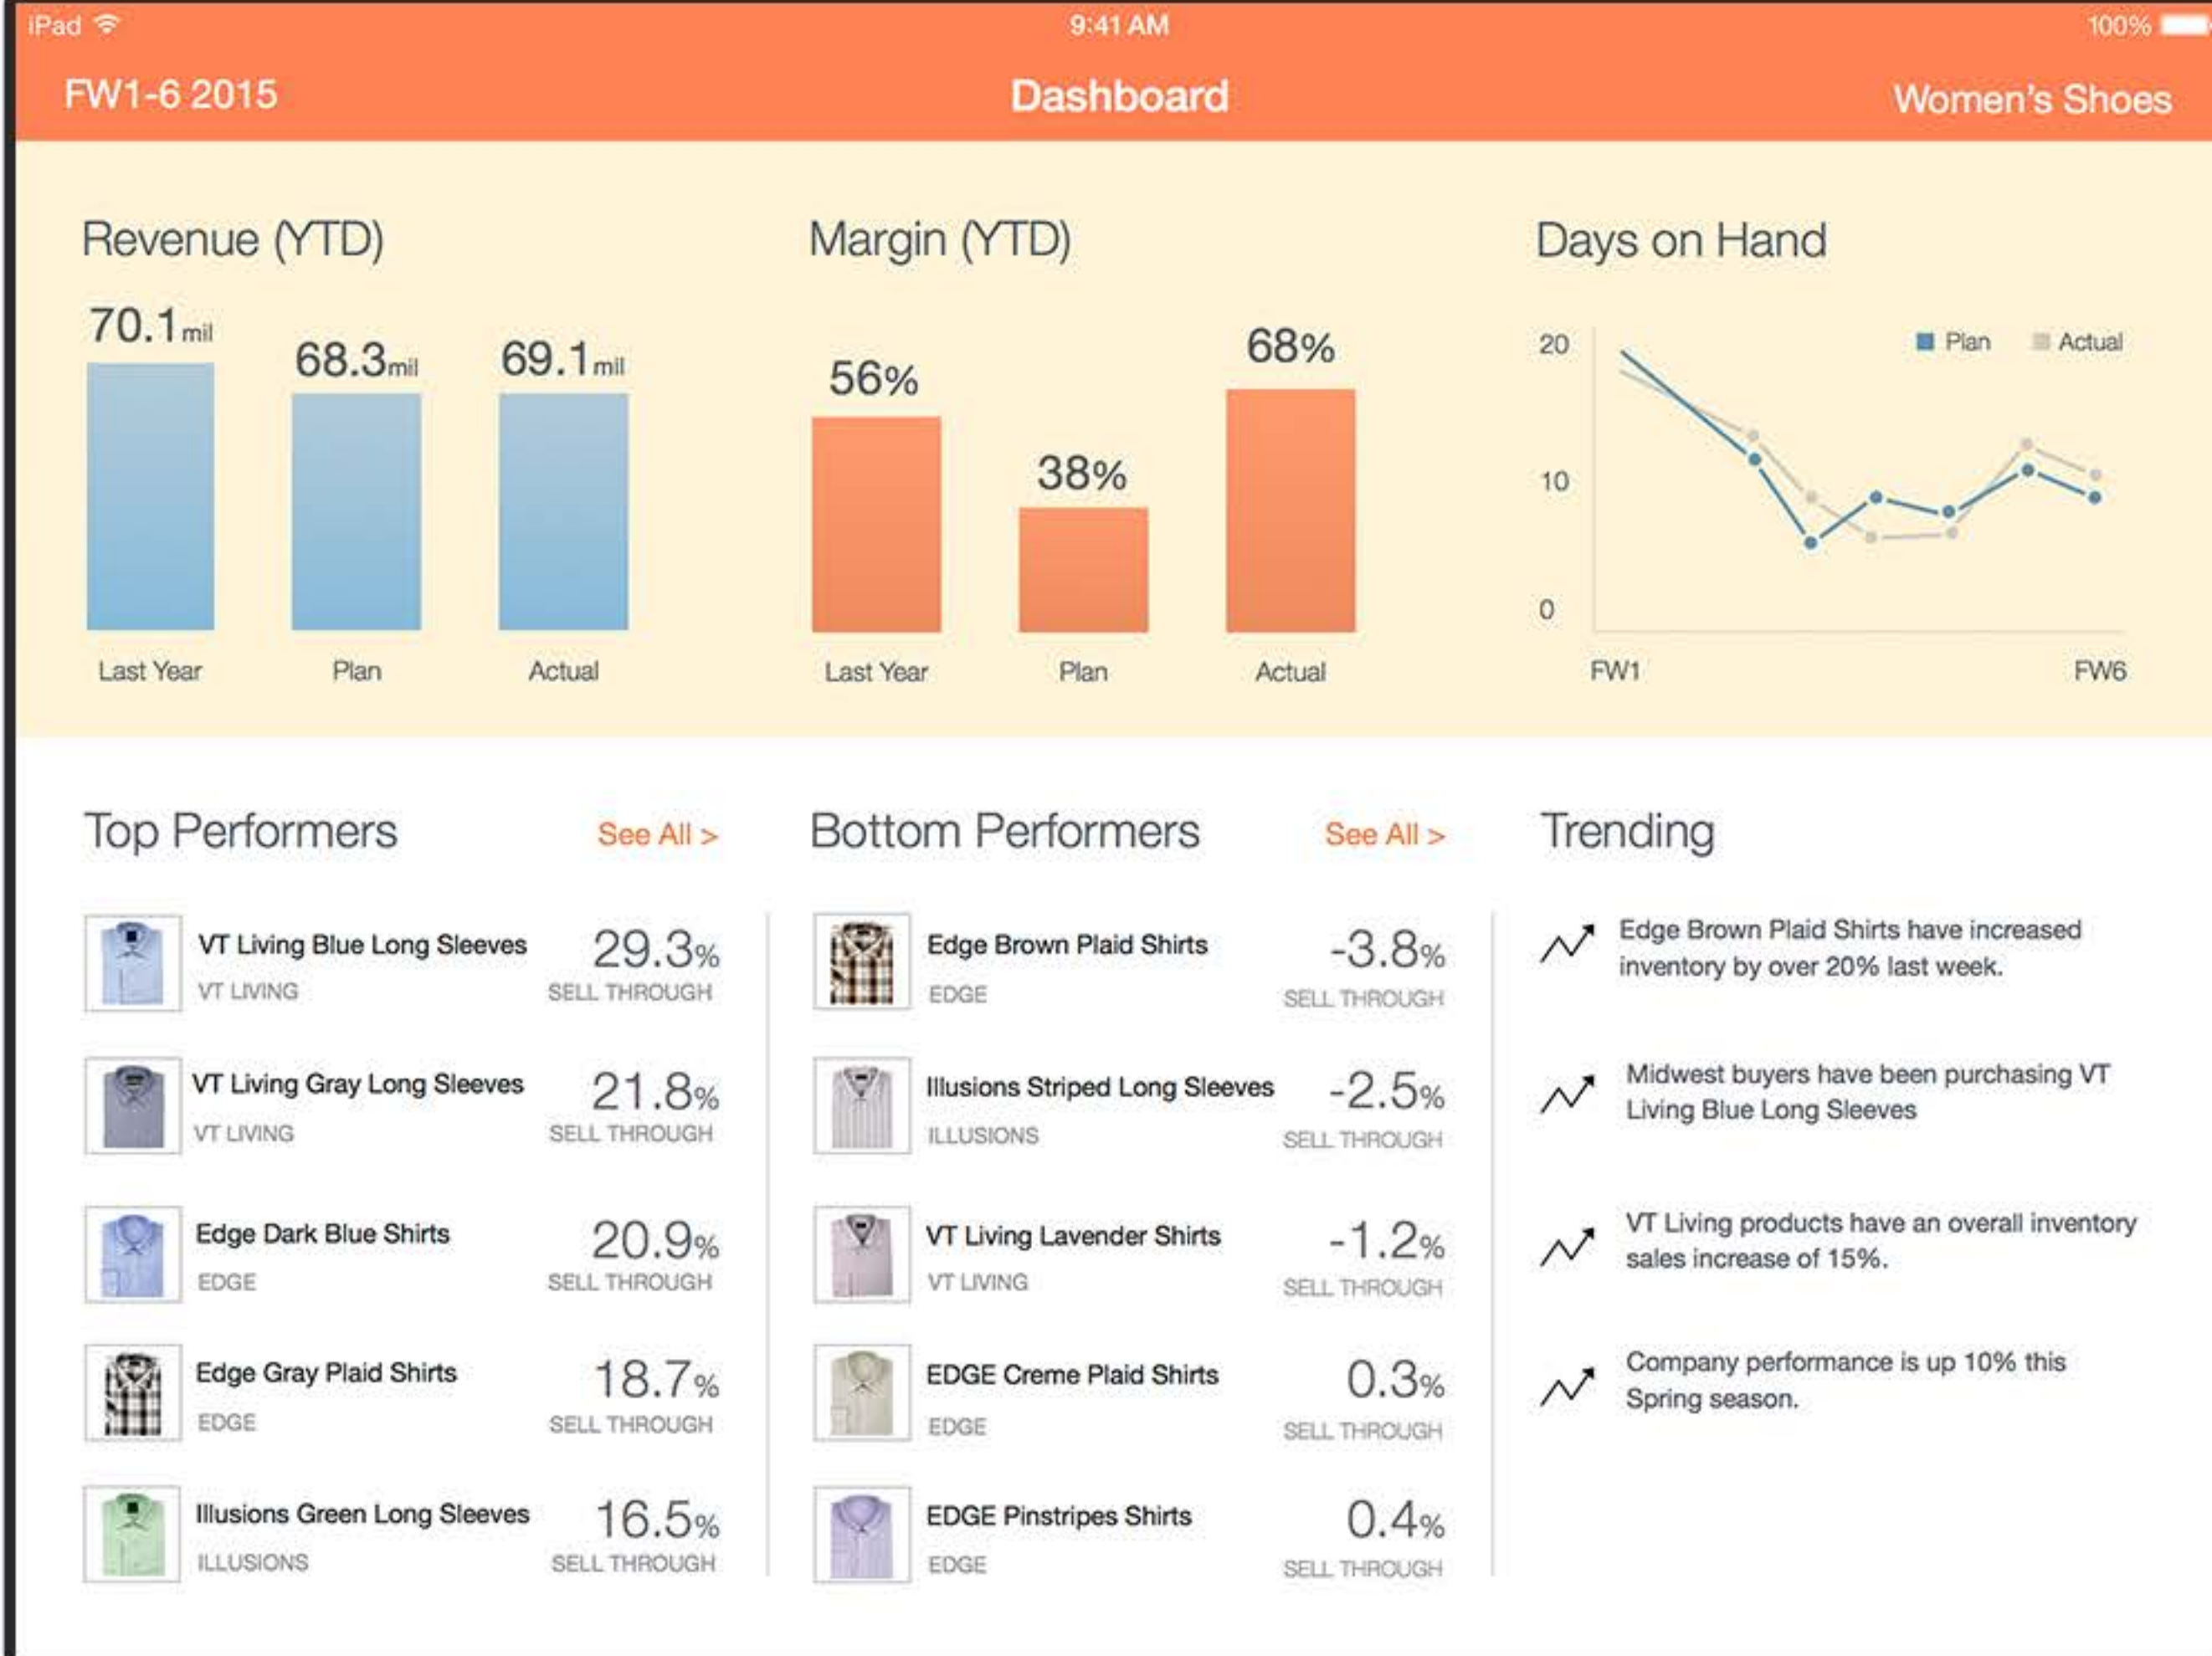 iPad
9:41 AM
100%
FW1-6 2015
Dashboard
Women's Shoes
Revenue (YTD)
70.1 mil
68.3 mil
69.1 mil
Last Year
Plan
Actual
Margin (YTD)
56%
38%
68%
Last Year
Plan
Actual
Days on Hand
Plan
Actual
20
10
0
FW1
FW6
Top Performers
See All >
VT Living Blue Long Sleeves
29.3%
VT LIVING
SELL THROUGH
VT Living Gray Long Sleeves
21.8%
VT LIVING
SELL THROUGH
Edge Dark Blue Shirts
20.9%
EDGE
SELL THROUGH
Edge Gray Plaid Shirts
18.7%
EDGE
SELL THROUGH
Illusions Green Long Sleeves
16.5%
ILLUSIONS
SELL THROUGH
Bottom Performers
See All >
Edge Brown Plaid Shirts
-3.8%
EDGE
SELL THROUGH
Illusions Striped Long Sleeves
-2.5%
ILLUSIONS
SELL THROUGH
VT Living Lavender Shirts
-1.2%
VT LIVING
SELL THROUGH
EDGE Creme Plaid Shirts
0.3%
EDGE
SELL THROUGH
EDGE Pinstripes Shirts
0.4%
EDGE
SELL THROUGH
Trending
Edge Brown Plaid Shirts have increased
inventory by over 20% last week.
Midwest buyers have been purchasing VT
Living Blue Long Sleeves
VT Living products have an overall inventory
sales increase of 15%.
Company performance is up 10% this
Spring season.